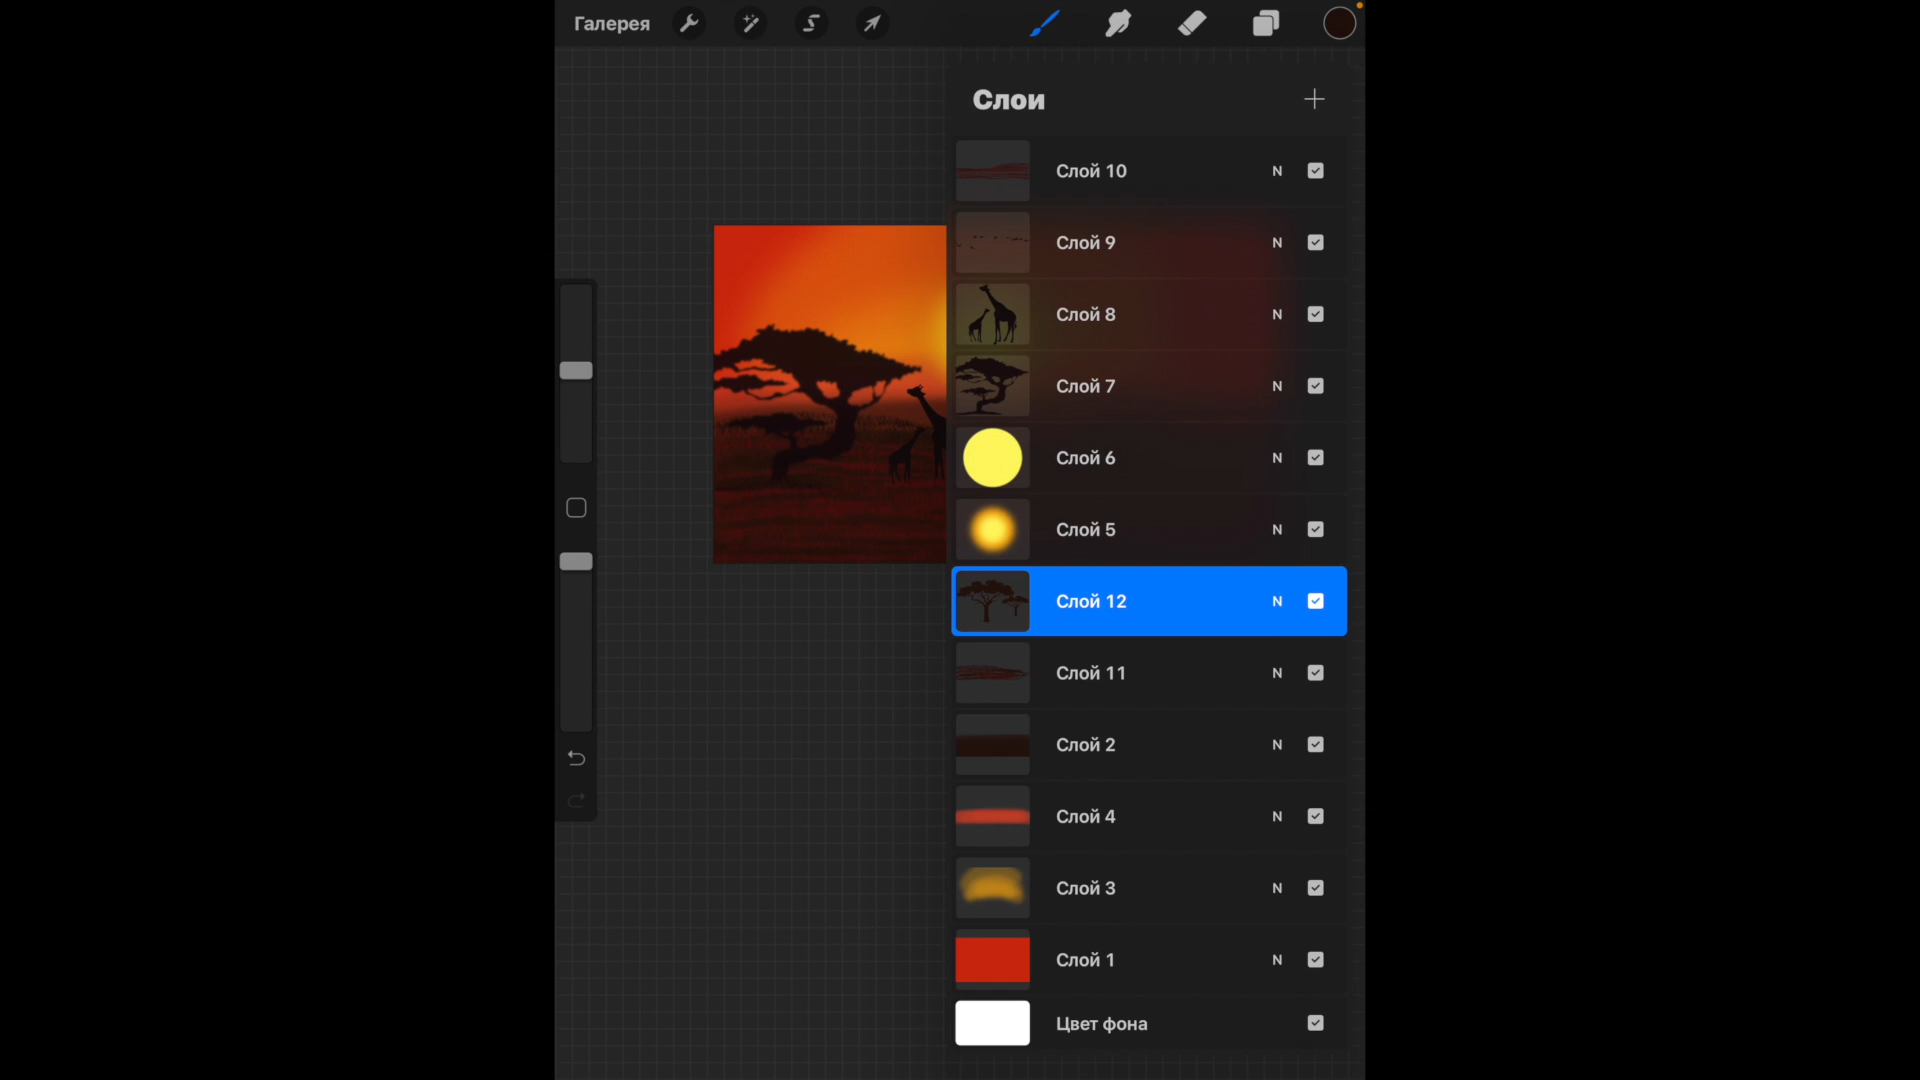 Галерея
Слои
Слой 10 N
Слой 9 N
Слой 8 N
Слой 7 N
Слой 6 N
Слой 5 N
Слой 12 N
Слой 11 N
Слой 2 N
Слой 4 N
Слой 3 N
Слой 1 N
Цвет фона